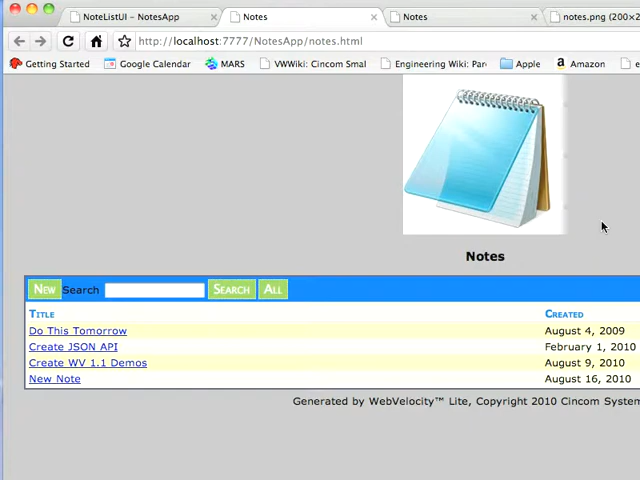 NoteListUI – NotesApp
Notes
Notes
notes.png (200×2
http://localhost:7777/NotesApp/notes.html
Getting Started
Google Calendar
MARS
VWWiki: Cincom Smal
Engineering Wiki: Par
Apple
Amazon
e
Notes
New Search Search All
Title Created
Do This Tomorrow August 4, 2009
Create JSON API February 1, 2010
Create WV 1.1 Demos August 9, 2010
New Note August 16, 2010
Generated by WebVelocity™ Lite, Copyright 2010 Cincom System